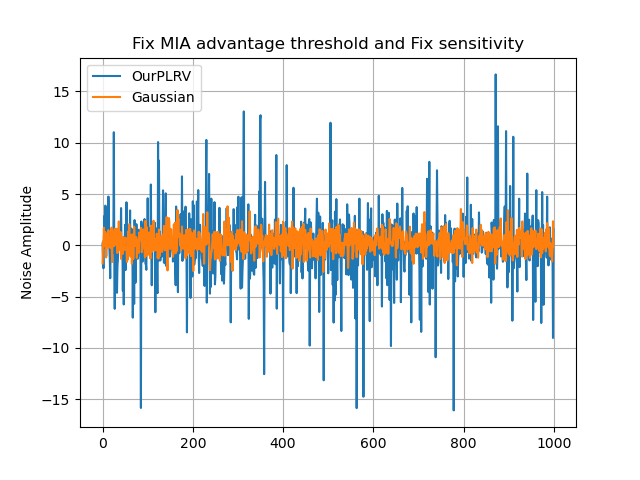 Fix MIA advantage threshold and Fix sensitivity
OurPLRV
Gaussian
15
10
5
0
−5
−10
−15
Noise Amplitude
0 200 400 600 800 1000